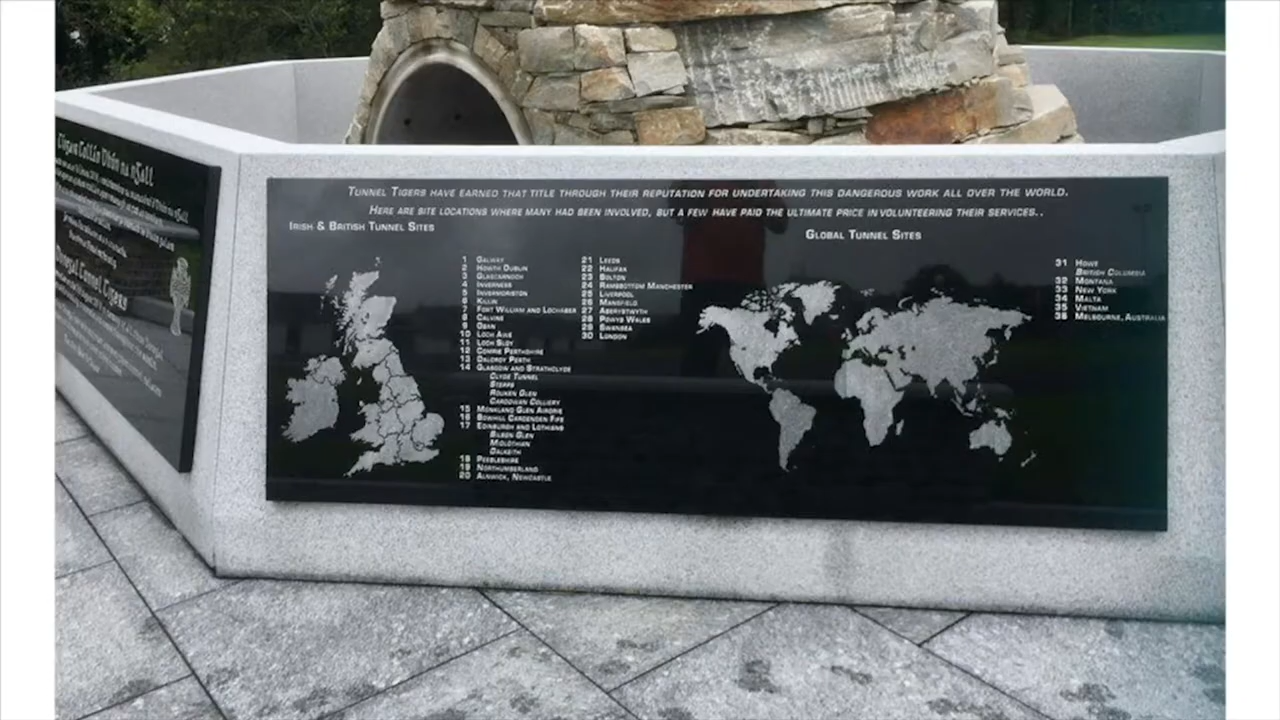 Tunnel Tigers have earned that title through their reputation for undertaking this dangerous work all over the world.
Here are site locations where many had been involved, but a few have paid the ultimate price in volunteering their services..
Irish & British Tunnel Sites
1 Galway
2 Howth Dublin
3 Glascarnoch
4 Inverness
5 Invermoriston
6 Killin
7 Fort William and Lochaber
8 Calvine
9 Oban
10 Loch Awe
11 Loch Sloy
12 Comrie Perthshire
13 Dalcroy Perth
14 Glasgow and Strathclyde
Clyde Tunnel
Stepps
Rouken Glen
Cardowan Colliery
15 Monkland Glen Airdrie
16 Bowhill Cardenden Fife
17 Edinburgh and Lothians
Bilson Glen
Midlothian
Dalkeith
18 Peebleshire
19 Northumberland
20 Alnwick, Newcastle
21 Leeds
22 Halifax
23 Bolton
24 Ramsbottom Manchester
25 Liverpool
26 Mansfield
27 Aberystwyth
28 Powys Wales
29 Swansea
30 London
Global Tunnel Sites
31 Howe
British Columbia
32 Montana
33 New York
34 Malta
35 Vietnam
36 Melbourne, Australia
na nGall
Donegal Tunnel Tigers